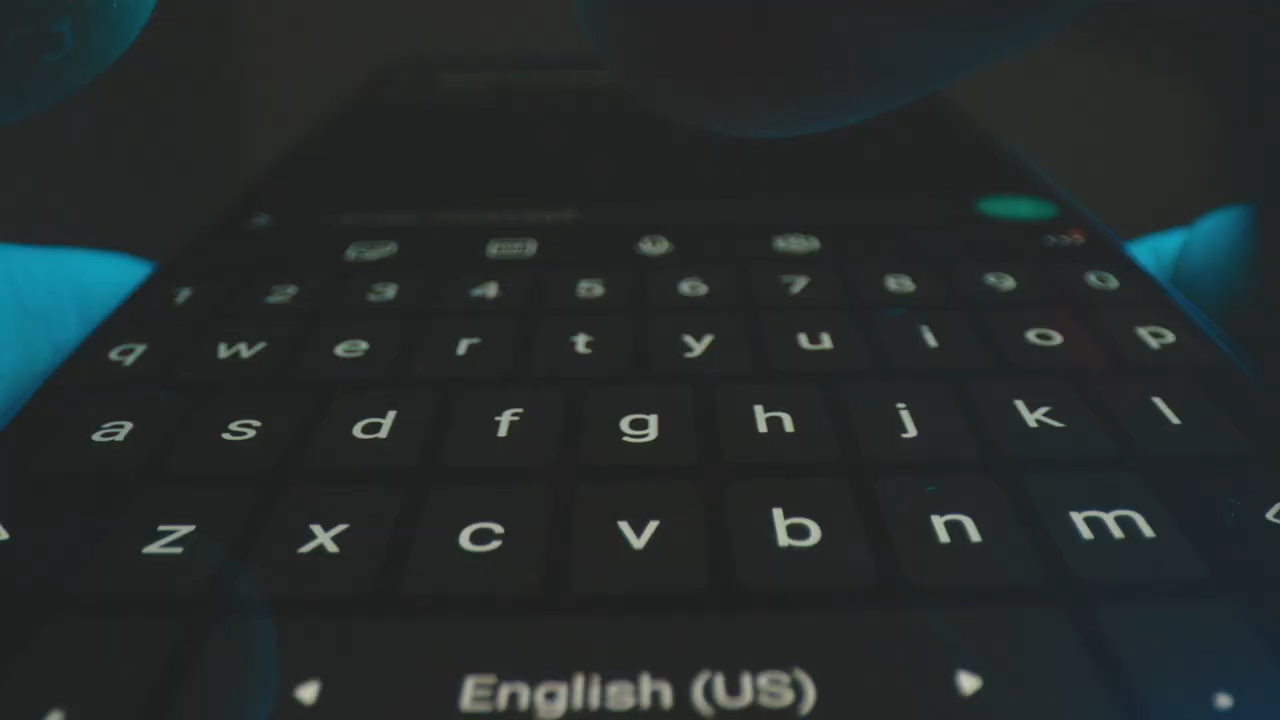 1 2 3 4 5 6 7 8 9 0
q w e r t y u i o p
a s d f g h j k l
z x c v b n m
English (US)